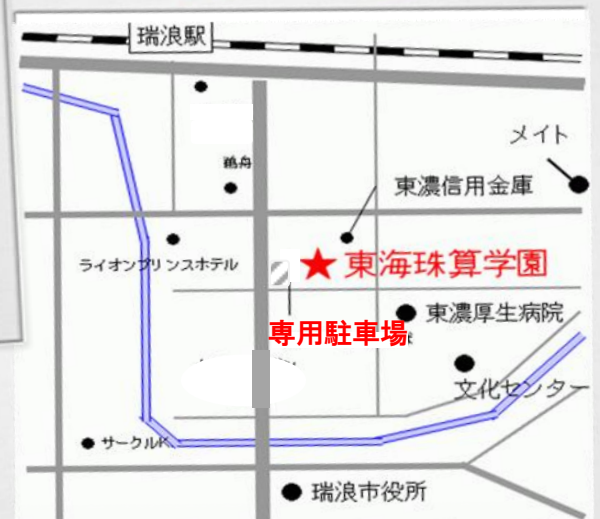 瑞浪駅
メイト
鵜舟
東濃信用金庫
ライオンプリンスホテル
東海珠算学園
東濃厚生病院
専用駐車場
文化センター
サークルK
瑞浪市役所